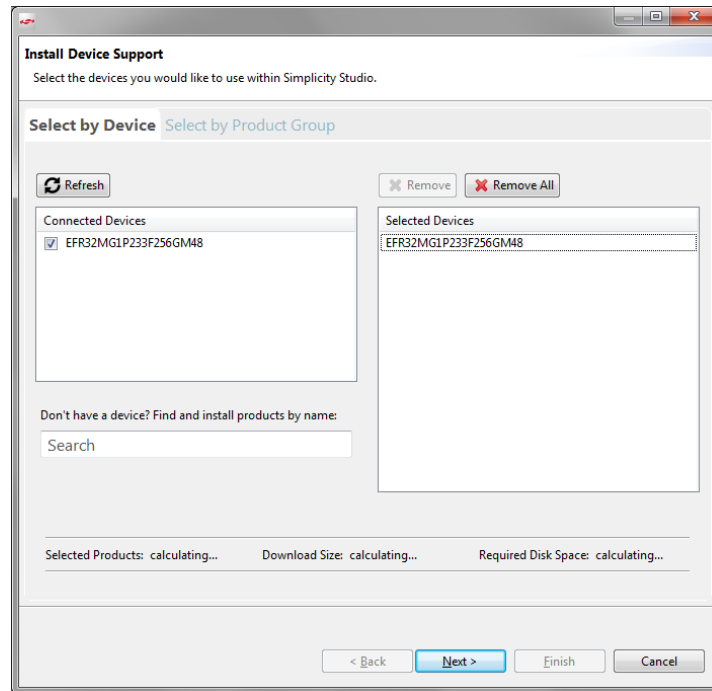 Install Device Support
Select the devices you would like to use within Simplicity Studio.
Select by Device Select by Product Group
Refresh
Remove Remove All
Connected Devices
EFR32MG1P233F256GM48
Selected Devices
EFR32MG1P233F256GM48
Don't have a device? Find and install products by name:
Search
Selected Products: calculating... Download Size: calculating... Required Disk Space: calculating...
< Back Next > Finish Cancel